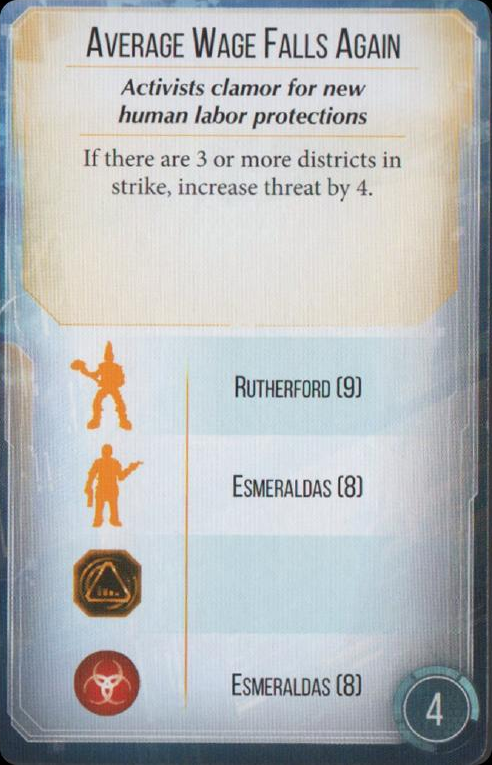 AVERAGE WAGE FALLS AGAIN
Activists clamor for new
human labor protections
If there are 3 or more districts in
strike, increase threat by 4.
RUTHERFORD (9)
ESMERALDAS (8)
ESMERALDAS (8)
4